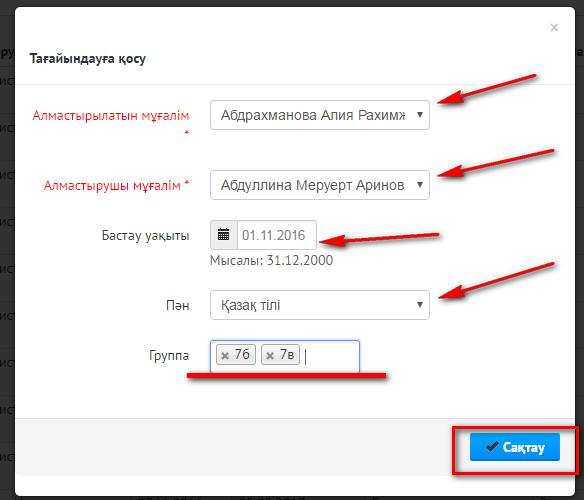 ×
Тағайындауға қосу
Алмастырылатын мұғалім
*
Абдрахманова Алия Рахимж
Алмастырушы мұғалім *
Абдуллина Меруерт Аринов
Бастау уақыты
01.11.2016
Мысалы: 31.12.2000
Пән
Қазақ тілі
Группа
× 7б × 7в
Сақтау